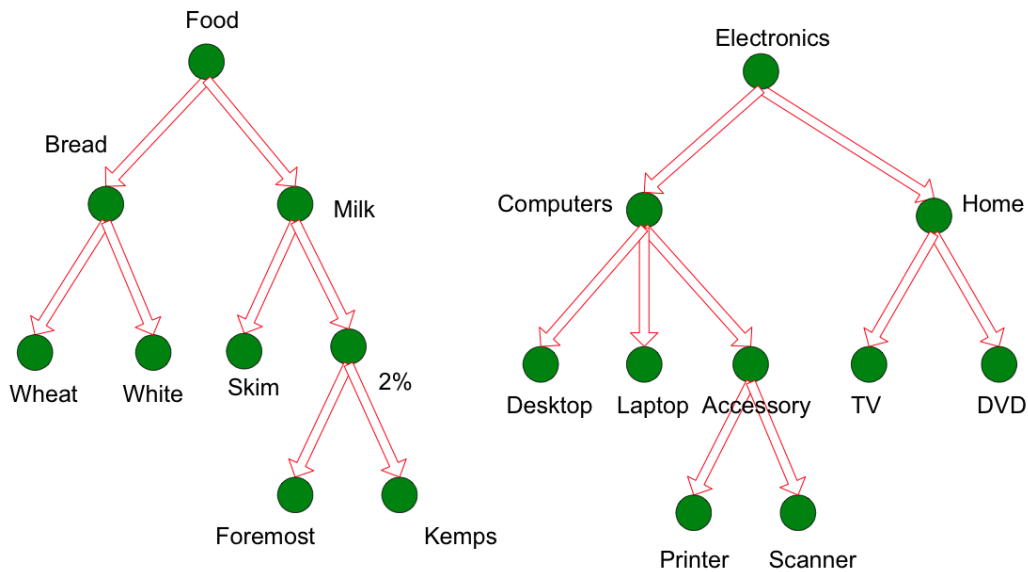 Food
Electronics
Bread
Milk
Computers
Home
Wheat
White
Skim
2%
Desktop
Laptop
Accessory
TV
DVD
Foremost
Kemps
Printer
Scanner